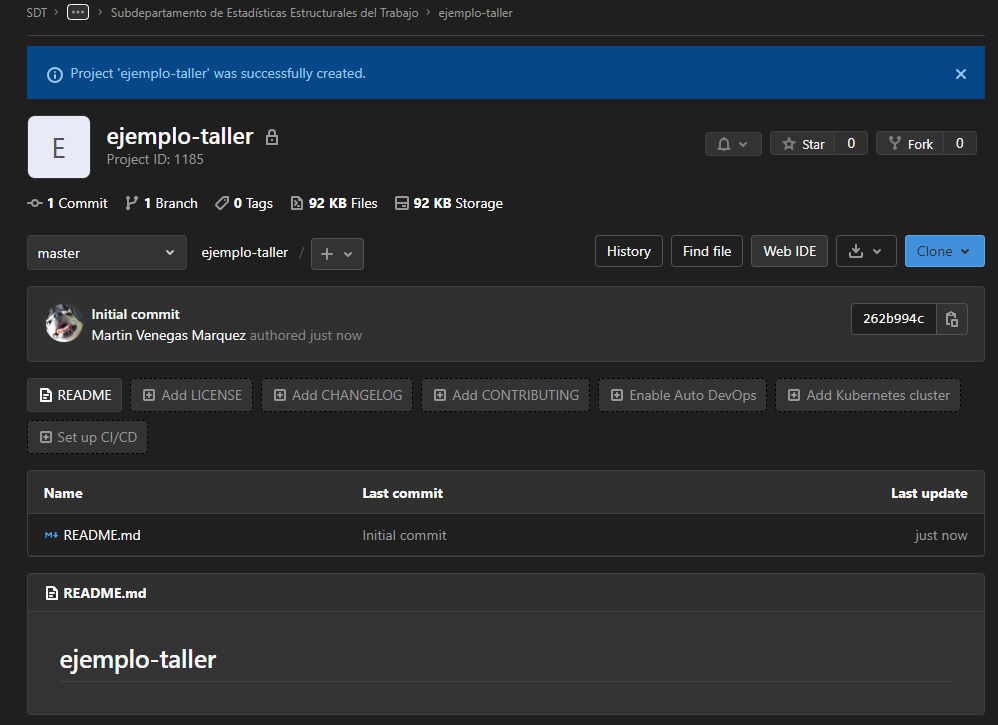 SDT > ••• > Subdepartamento de Estadísticas Estructurales del Trabajo > ejemplo-taller
Project 'ejemplo-taller' was successfully created.
E
ejemplo-taller
Project ID: 1185
Star 0 Fork 0
1 Commit 1 Branch 0 Tags 92 KB Files 92 KB Storage
master ejemplo-taller / + History Find file Web IDE Clone
Initial commit
Martin Venegas Marquez authored just now
262b994c
README Add LICENSE Add CHANGELOG Add CONTRIBUTING Enable Auto DevOps Add Kubernetes cluster
Set up CI/CD
Name Last commit Last update
M↓ README.md Initial commit just now
README.md
ejemplo-taller